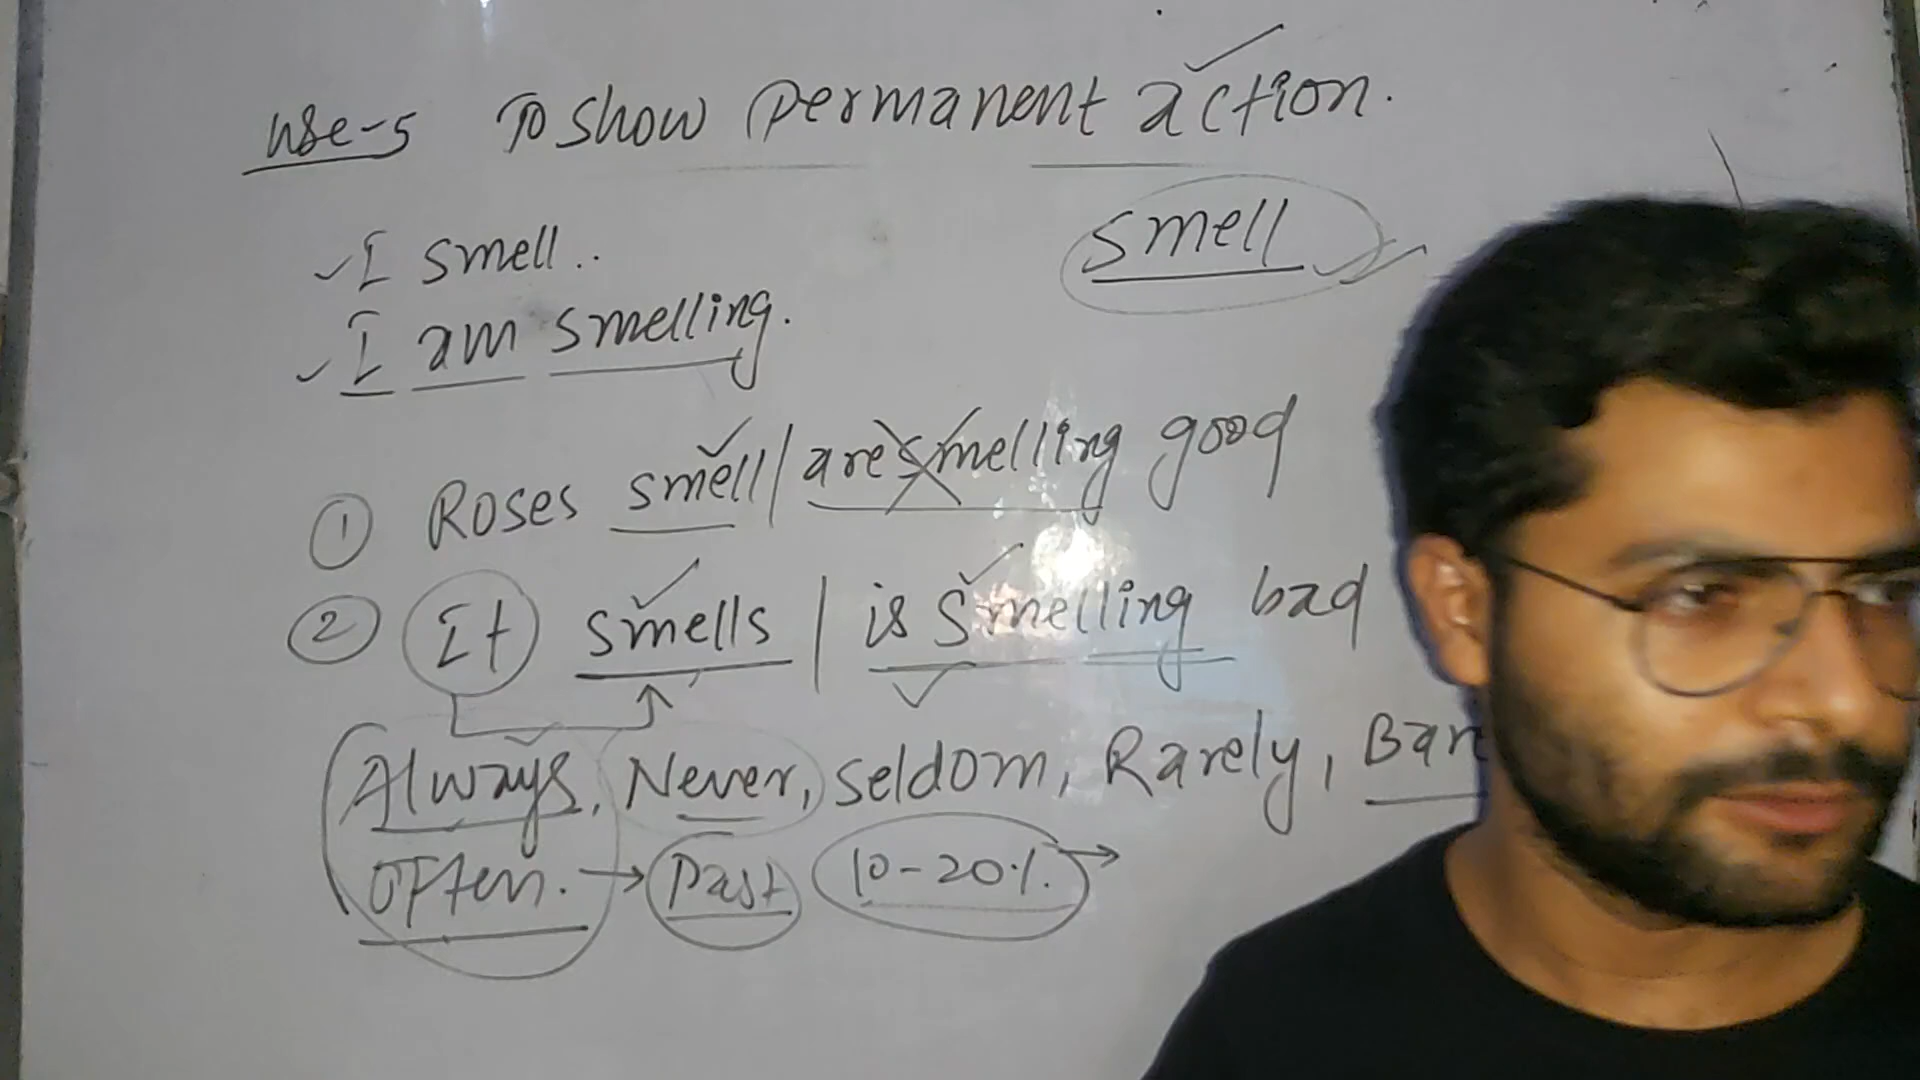 Use-5 To show permanent action.
smell
I smell..
I am smelling.
① Roses smell/are smelling good
② It smells | is smelling bad
Always, Never, seldom, Rarely,
often. → Past 10-20%. →